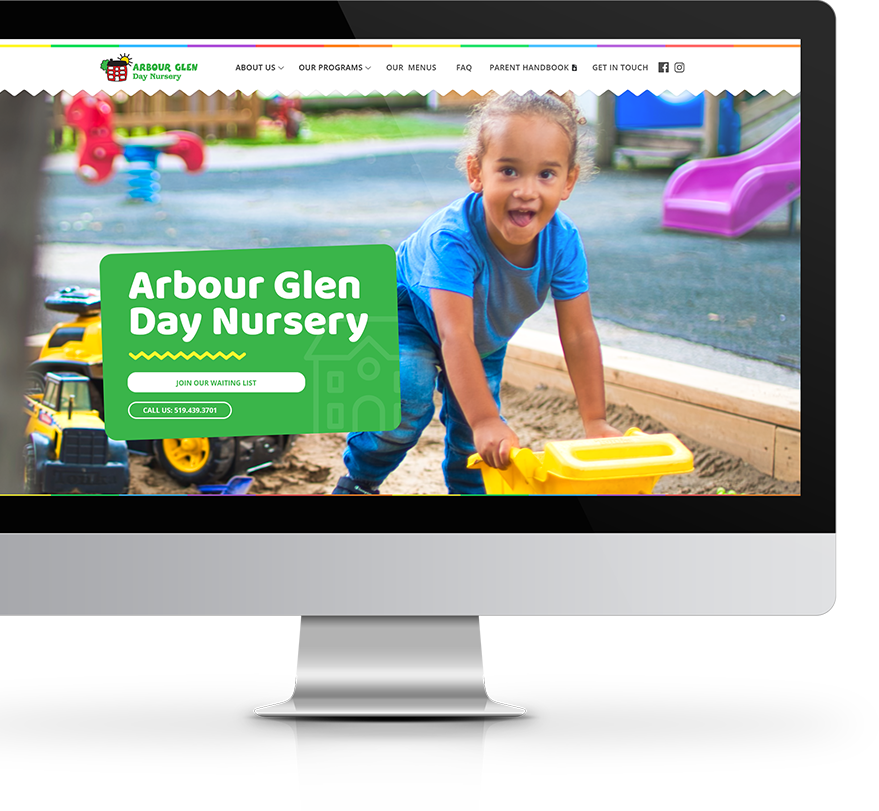 ARBOUR GLEN
Day Nursery
ABOUT US
OUR PROGRAMS
OUR MENUS
FAQ
PARENT HANDBOOK
GET IN TOUCH
Arbour Glen
Day Nursery
JOIN OUR WAITING LIST
CALL US: 519.439.3701